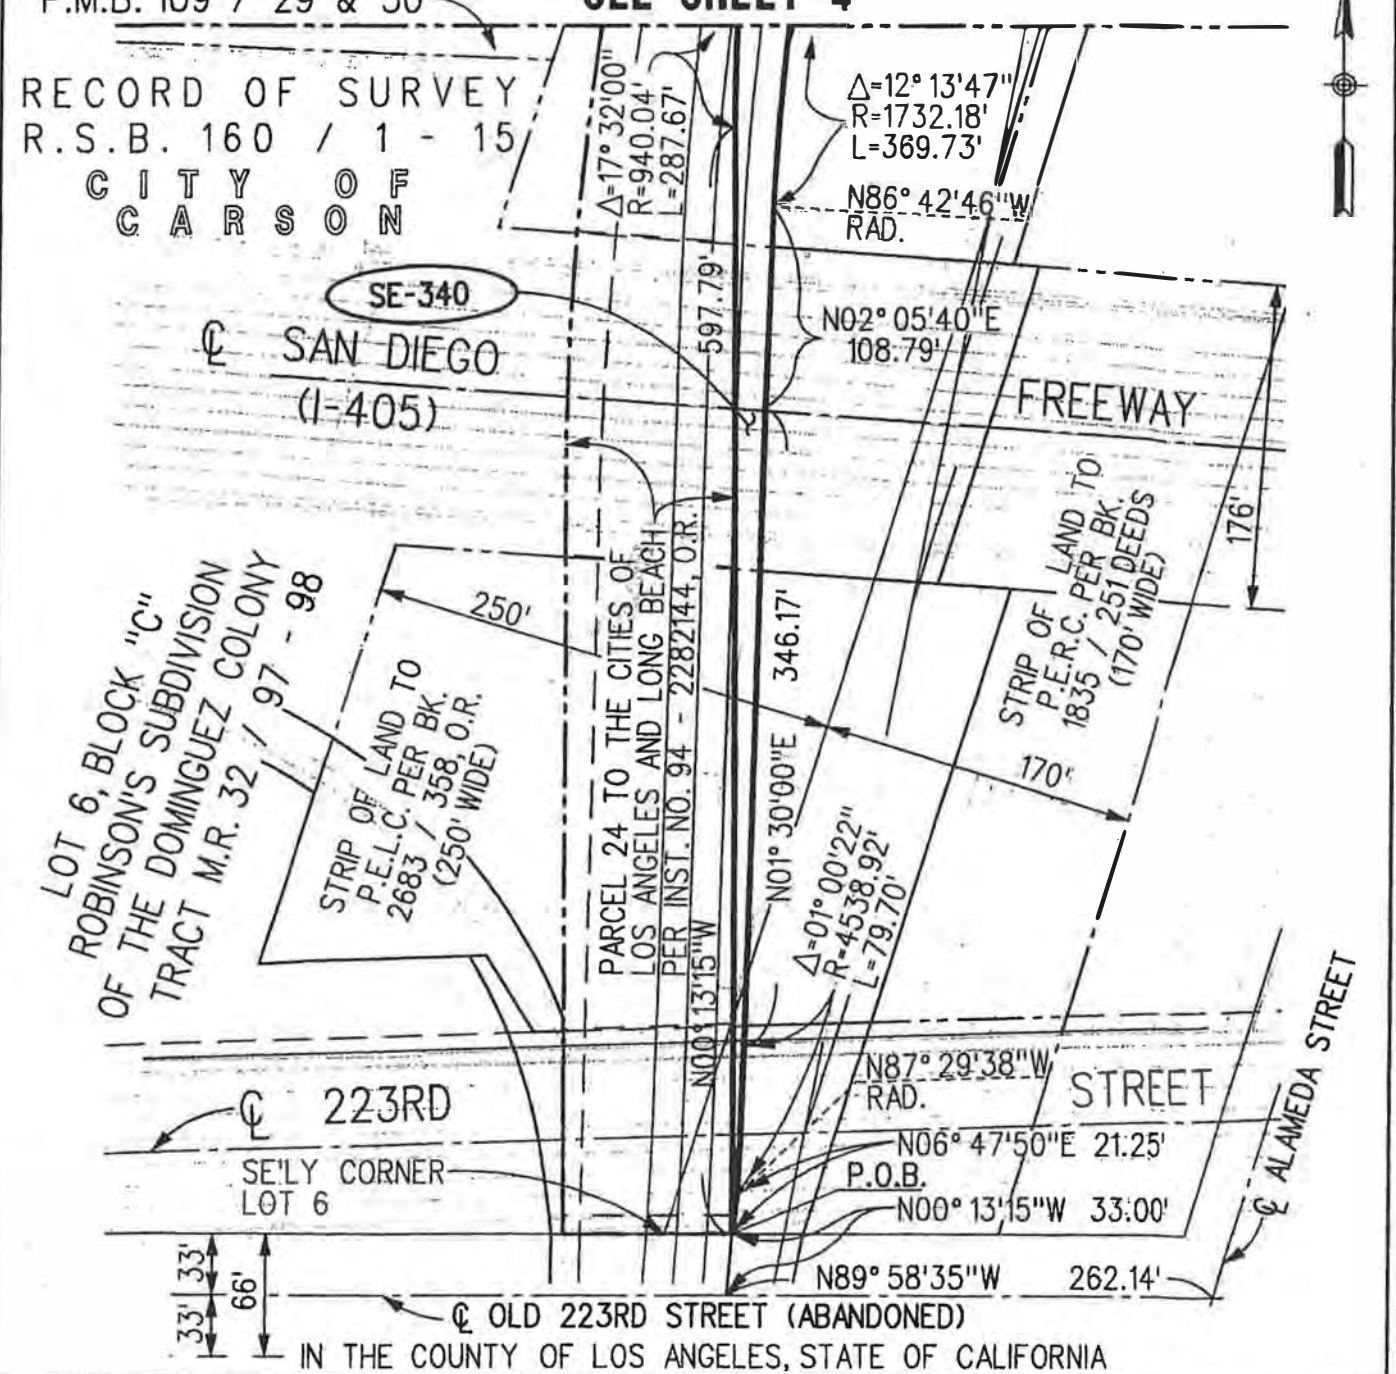 P.M.B. 109 / 29 & 30
SEE SHEET 4
RECORD OF SURVEY
R.S.B. 160 / 1 - 15
CITY OF
CARSON
Δ=17° 32'00"
R=940.04'
L=287.67'
Δ=12° 13'47"
R=1732.18'
L=369.73'
N86° 42'46"W
RAD.
SE-340
597.79'
N02° 05'40"E
108.79'
℄ SAN DIEGO
(I-405)
FREEWAY
176'
LOT 6, BLOCK "C"
ROBINSON'S SUBDIVISION
OF THE DOMINGUEZ COLONY
TRACT M.R. 32 / 97 - 98
250'
STRIP OF LAND TO
P.E.L.C. PER BK.
2683 / 358, O.R.
(250' WIDE)
PARCEL 24 TO THE CITIES OF
LOS ANGELES AND LONG BEACH
PER INST. NO. 94 - 2282144, O.R.
N00° 13'15"W
346.17'
N01° 30'00"E
STRIP OF LAND TO
P.E.R.C. PER BK.
1835 / 251 DEEDS
(170' WIDE)
170'
Δ=01° 00'22"
R=4538.92'
L=79.70'
N87° 29'38"W
RAD.
℄ 223RD
STREET
℄ ALAMEDA STREET
N06° 47'50"E 21.25'
SE'LY CORNER
LOT 6
P.O.B.
N00° 13'15"W 33.00'
33'
66'
33'
N89° 58'35"W 262.14'
℄ OLD 223RD STREET (ABANDONED)
IN THE COUNTY OF LOS ANGELES, STATE OF CALIFORNIA